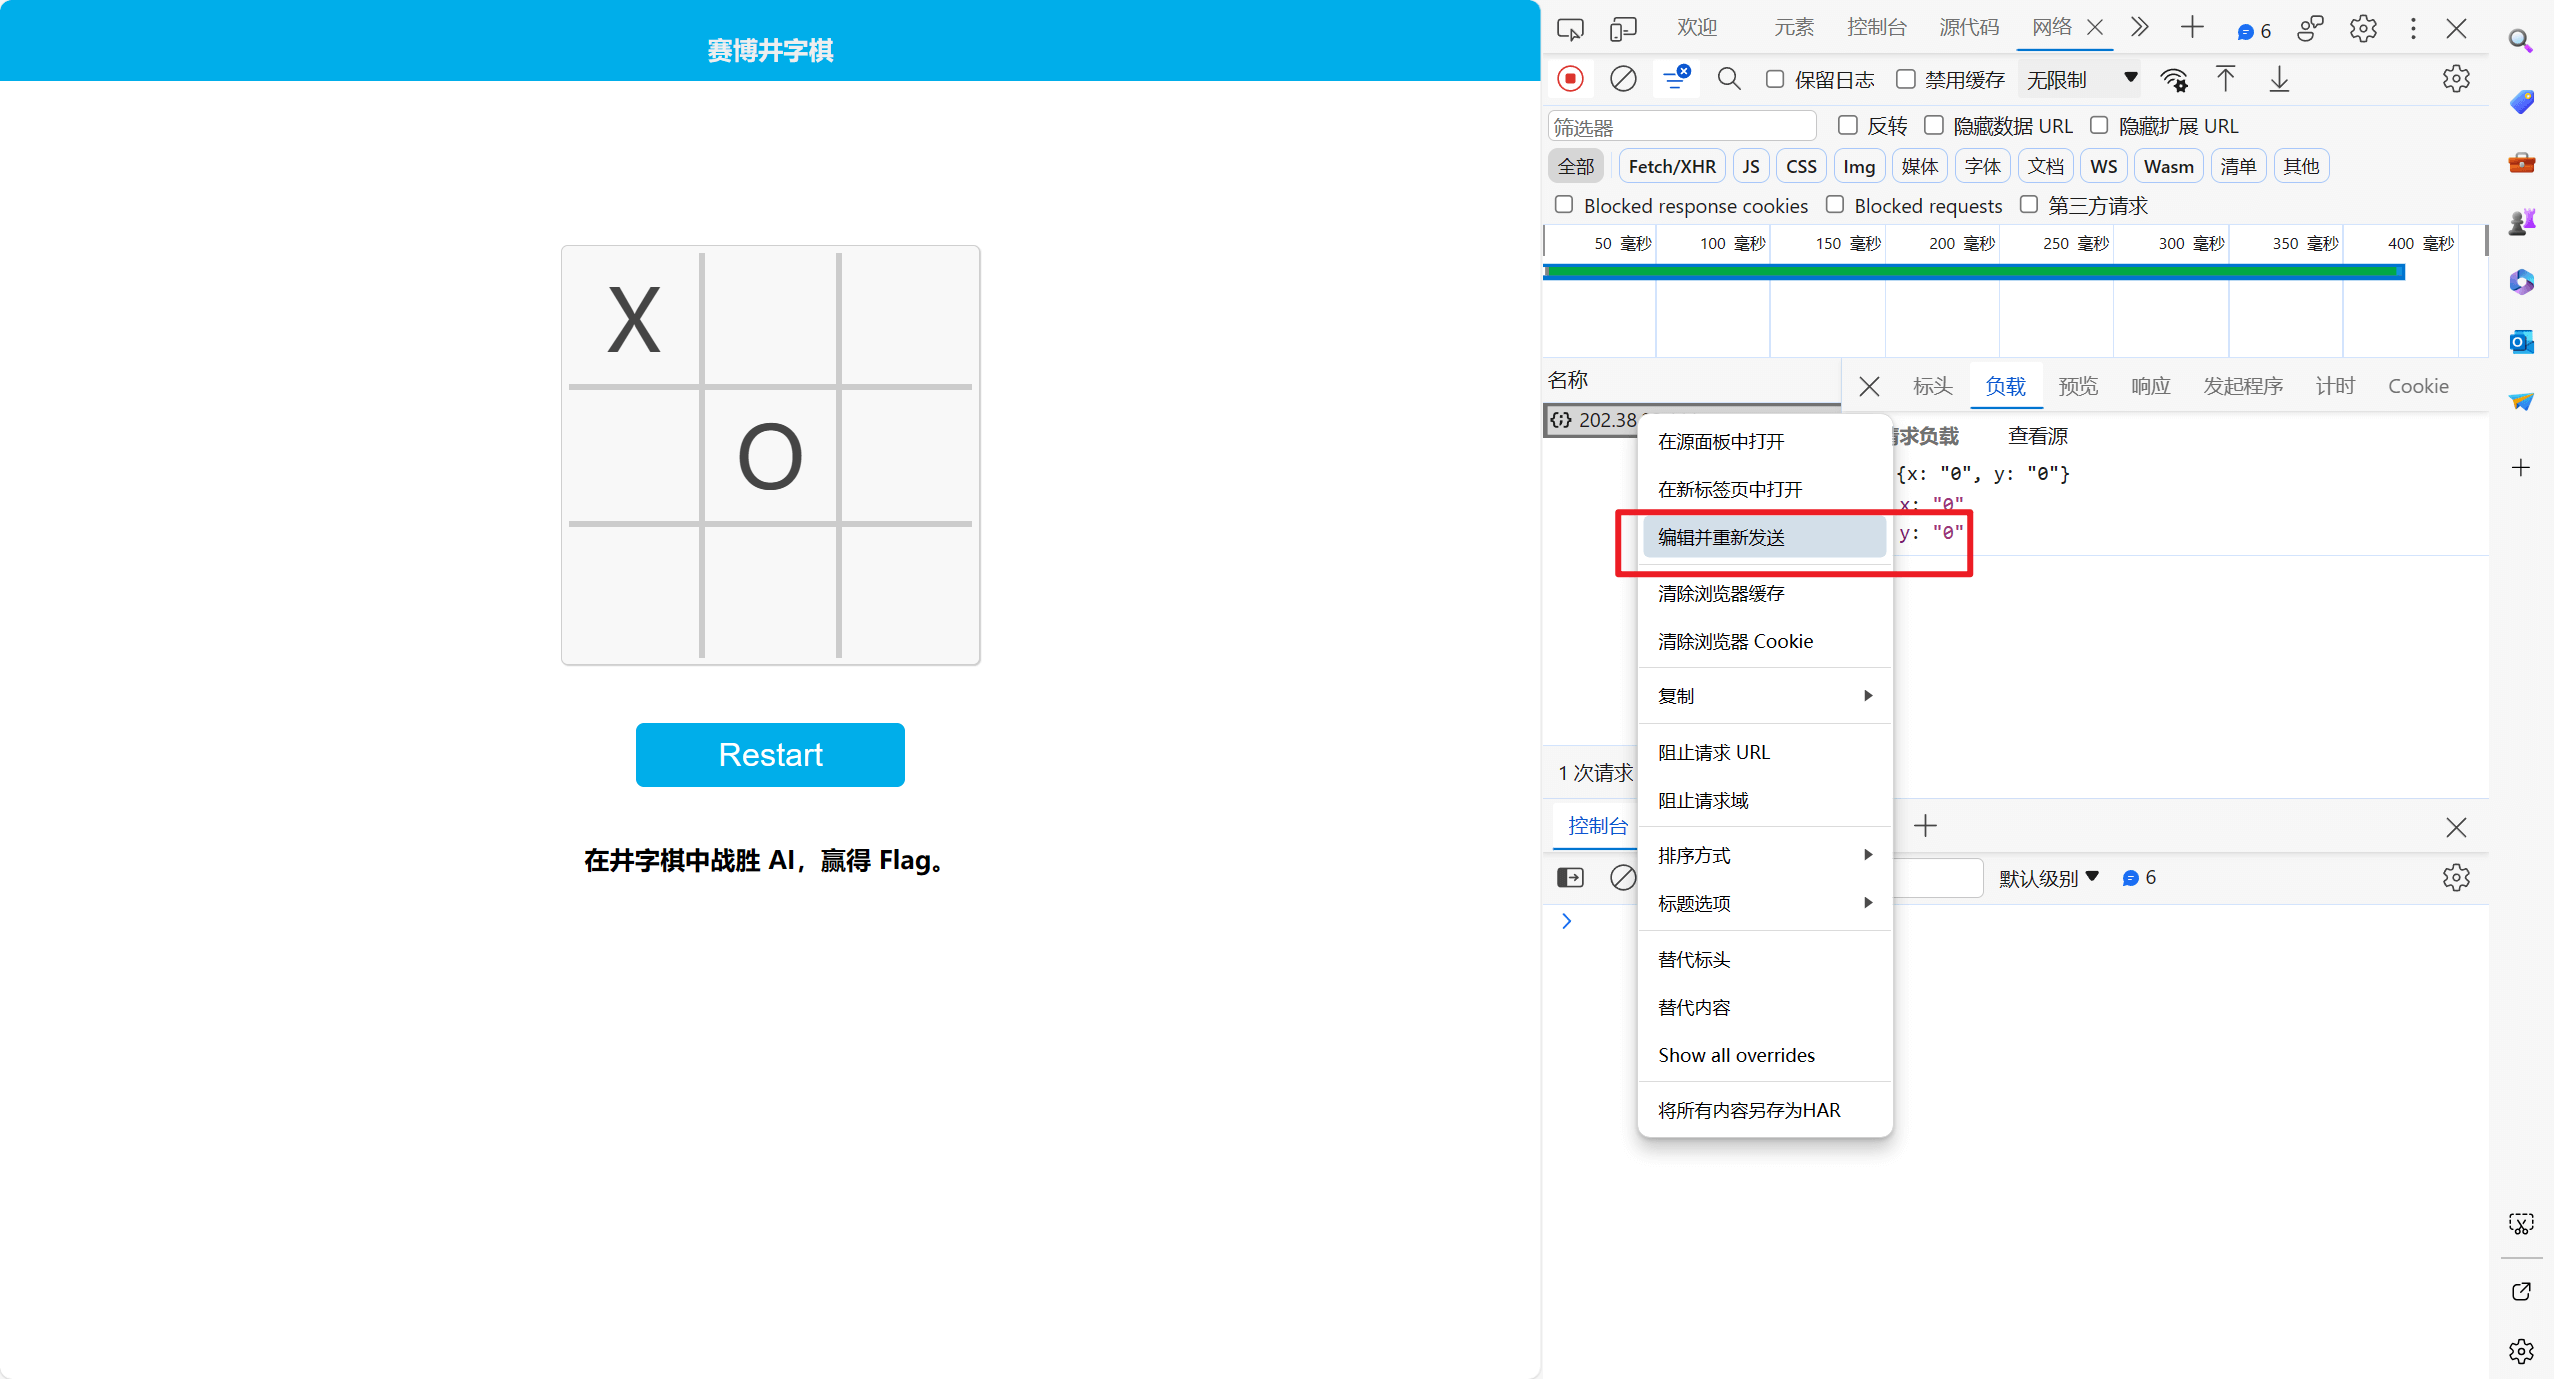 赛博井字棋
X
O
Restart
在井字棋中战胜 AI，赢得 Flag。
欢迎 元素 控制台 源代码 网络 6
保留日志 禁用缓存 无限制
筛选器 反转 隐藏数据 URL 隐藏扩展 URL
全部 Fetch/XHR JS CSS Img 媒体 字体 文档 WS Wasm 清单 其他
Blocked response cookies Blocked requests 第三方请求
50 毫秒 100 毫秒 150 毫秒 200 毫秒 250 毫秒 300 毫秒 350 毫秒 400 毫秒
名称 标头 负载 预览 响应 发起程序 计时 Cookie
202.38
求负载 查看源
{x: "0", y: "0"}
x: "0"
y: "0"
在源面板中打开
在新标签页中打开
编辑并重新发送
清除浏览器缓存
清除浏览器 Cookie
复制
阻止请求 URL
阻止请求域
排序方式
标题选项
替代标头
替代内容
Show all overrides
将所有内容另存为HAR
1 次请求
控制台
默认级别 6